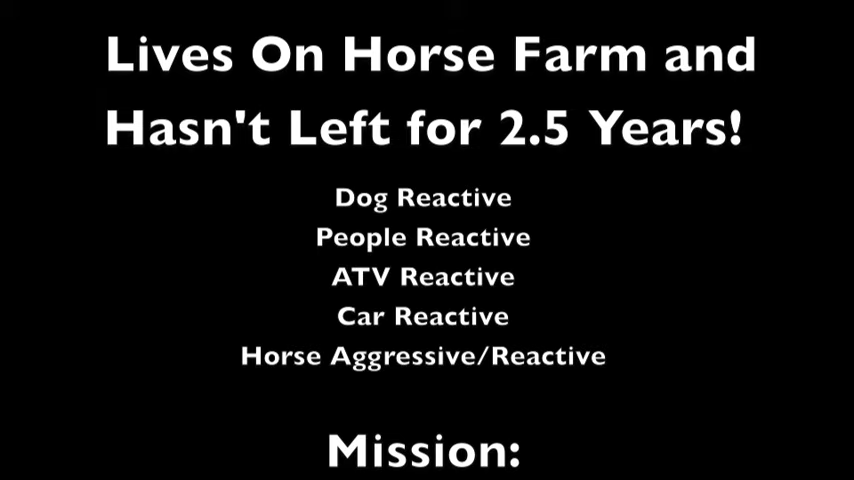 Lives On Horse Farm and
Hasn't Left for 2.5 Years!
Dog Reactive
People Reactive
ATV Reactive
Car Reactive
Horse Aggressive/Reactive
Mission: